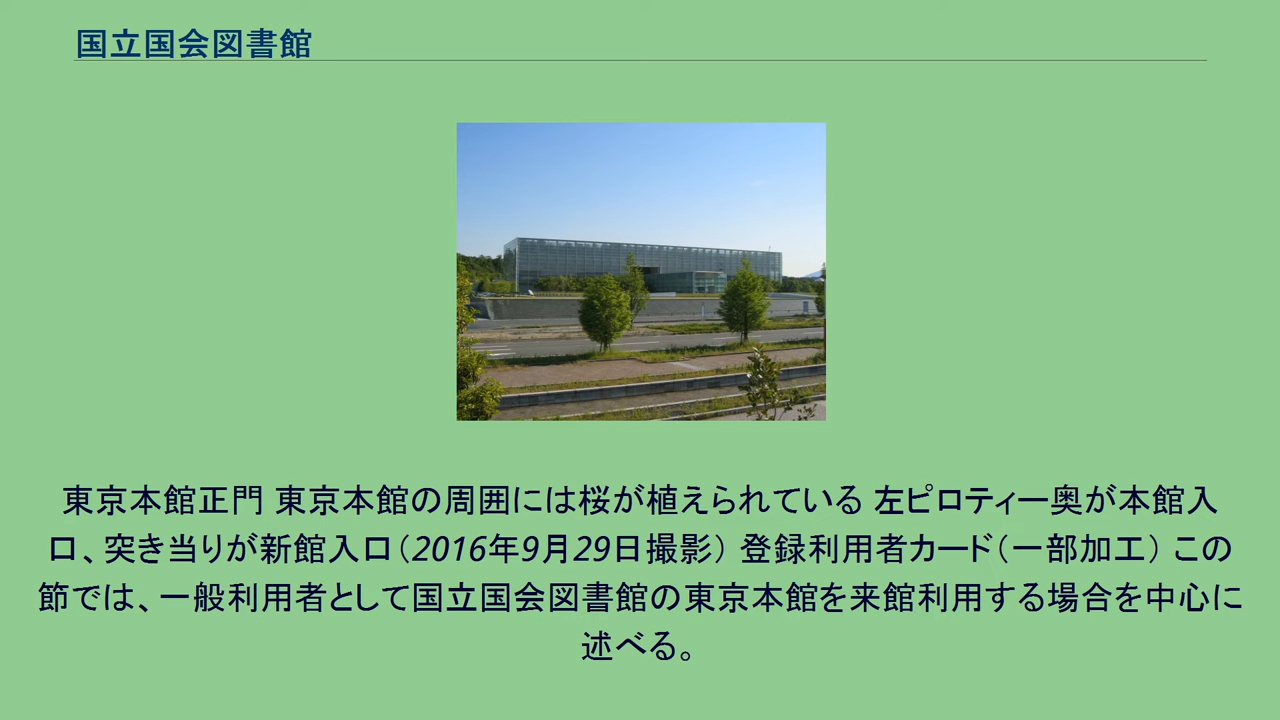 国立国会図書館
東京本館正門 東京本館の周囲には桜が植えられている 左ピロティー奥が本館入
口、突き当りが新館入口（2016年9月29日撮影） 登録利用者カード（一部加工） この
節では、一般利用者として国立国会図書館の東京本館を来館利用する場合を中心に
述べる。